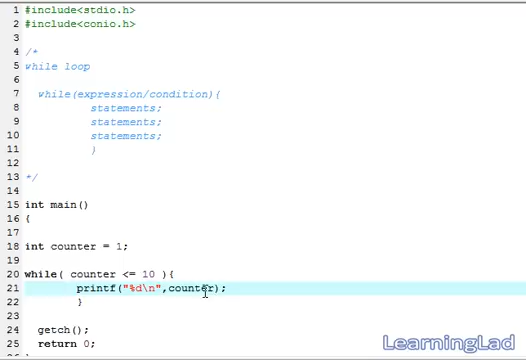 1 #include<stdio.h>
2 #include<conio.h>
3
4 /*
5 while loop
6
7 while(expression/condition){
8 statements;
9 statements;
10 statements;
11 }
12
13 */
14
15 int main()
16 {
17
18 int counter = 1;
19
20 while( counter <= 10 ){
21 printf("%d\n",counter);
22 }
23
24 getch();
25 return 0;
LearningLad